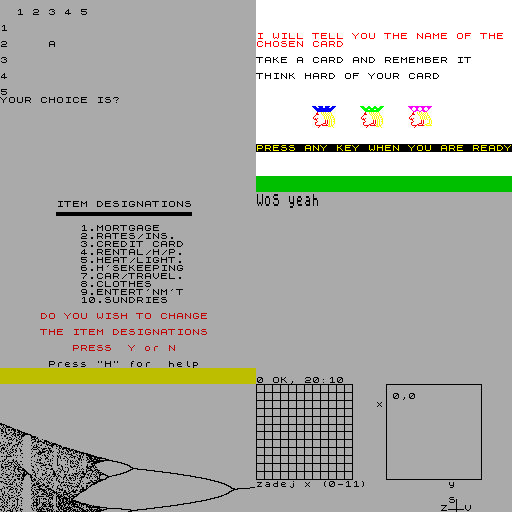 1 2 3 4 5
1
2 A
3
4
5
YOUR CHOICE IS?
I WILL TELL YOU THE NAME OF THE
CHOSEN CARD
TAKE A CARD AND REMEMBER IT
THINK HARD OF YOUR CARD
PRESS ANY KEY WHEN YOU ARE READY
WoS yeah
ITEM DESIGNATIONS
1.MORTGAGE
2.RATES/INS.
3.CREDIT CARD
4.RENTAL/H/P.
5.HEAT/LIGHT.
6.H'SEKEEPING
7.CAR/TRAVEL.
8.CLOTHES
9.ENTERT'NM'T
10.SUNDRIES
DO YOU WISH TO CHANGE
THE ITEM DESIGNATIONS
PRESS Y or N
Press "H" for help
0 OK, 20:10
x 0,0
zadej x (0-11)
y
S
Z V